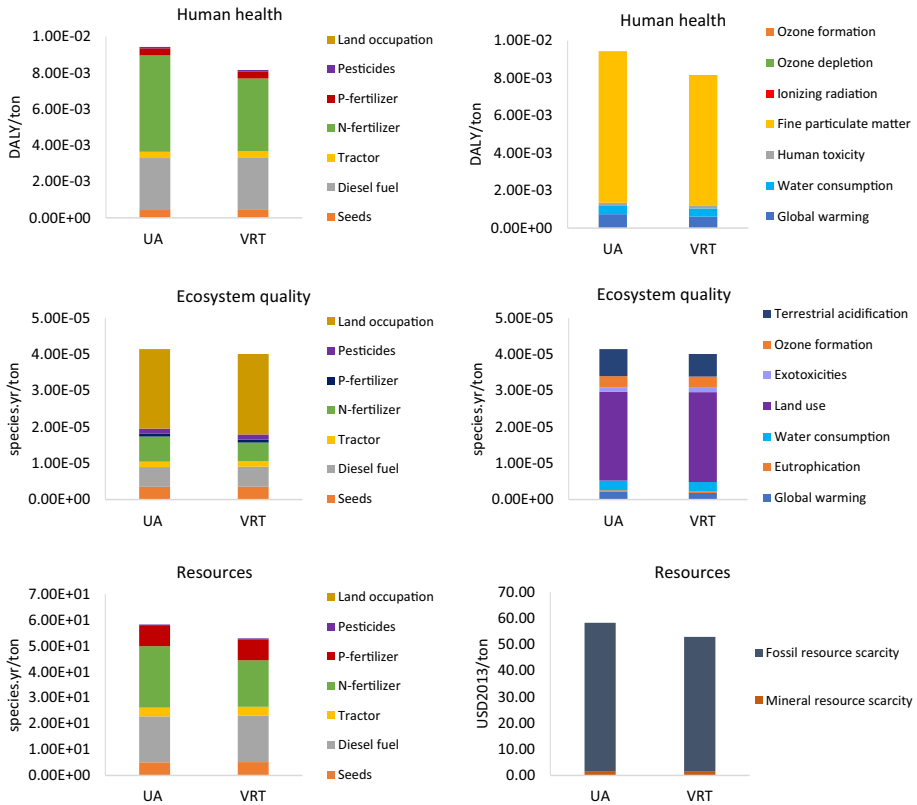 Human health
DALY/ton
1.00E-02
8.00E-03
6.00E-03
4.00E-03
2.00E-03
0.00E+00
UA
VRT
Land occupation
Pesticides
P-fertilizer
N-fertilizer
Tractor
Diesel fuel
Seeds
Human health
DALY/ton
1.00E-02
8.00E-03
6.00E-03
4.00E-03
2.00E-03
0.00E+00
UA
VRT
Ozone formation
Ozone depletion
Ionizing radiation
Fine particulate matter
Human toxicity
Water consumption
Global warming
Ecosystem quality
species.yr/ton
5.00E-05
4.00E-05
3.00E-05
2.00E-05
1.00E-05
0.00E+00
UA
VRT
Land occupation
Pesticides
P-fertilizer
N-fertilizer
Tractor
Diesel fuel
Seeds
Ecosystem quality
species.yr/ton
5.00E-05
4.00E-05
3.00E-05
2.00E-05
1.00E-05
0.00E+00
UA
VRT
Terrestrial acidification
Ozone formation
Exotoxicities
Land use
Water consumption
Eutrophication
Global warming
Resources
species.yr/ton
7.00E+01
6.00E+01
5.00E+01
4.00E+01
3.00E+01
2.00E+01
1.00E+01
0.00E+00
UA
VRT
Land occupation
Pesticides
P-fertilizer
N-fertilizer
Tractor
Diesel fuel
Seeds
Resources
USD2013/ton
70.00
60.00
50.00
40.00
30.00
20.00
10.00
0.00
UA
VRT
Fossil resource scarcity
Mineral resource scarcity